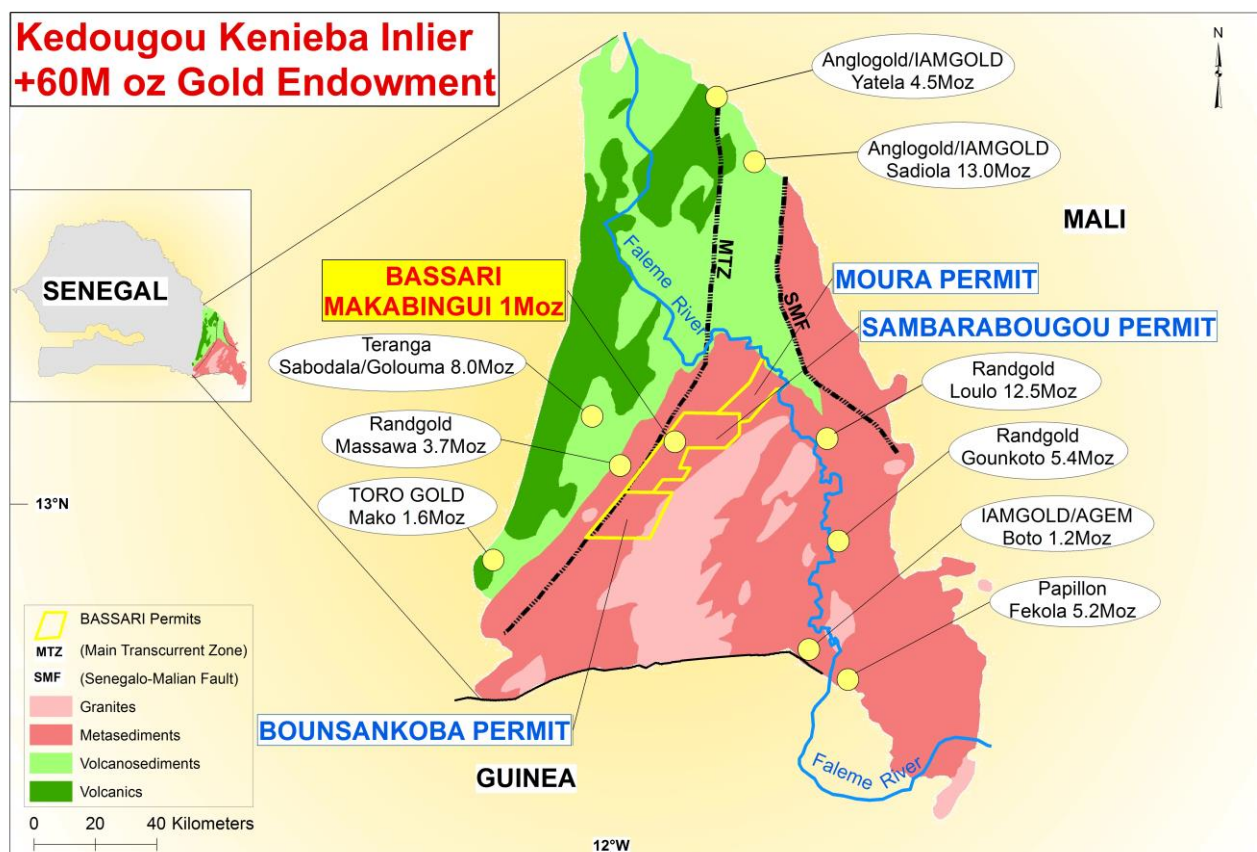 Kedougou Kenieba Inlier
+60M oz Gold Endowment
N
Anglogold/IAMGOLD
Yatela 4.5Moz
Anglogold/IAMGOLD
Sadiola 13.0Moz
MALI
SENEGAL
Faleme River
MTZ
SMF
BASSARI
MAKABINGUI 1Moz
MOURA PERMIT
SAMBARABOUGOU PERMIT
Teranga
Sabodala/Golouma 8.0Moz
Randgold
Loulo 12.5Moz
Randgold
Massawa 3.7Moz
Randgold
Gounkoto 5.4Moz
TORO GOLD
Mako 1.6Moz
13°N
IAMGOLD/AGEM
Boto 1.2Moz
Papillon
Fekola 5.2Moz
BOUNSANKOBA PERMIT
GUINEA
Faleme River
BASSARI Permits
MTZ (Main Transcurrent Zone)
SMF (Senegalo-Malian Fault)
Granites
Metasediments
Volcanosediments
Volcanics
0 20 40 Kilometers
12°W